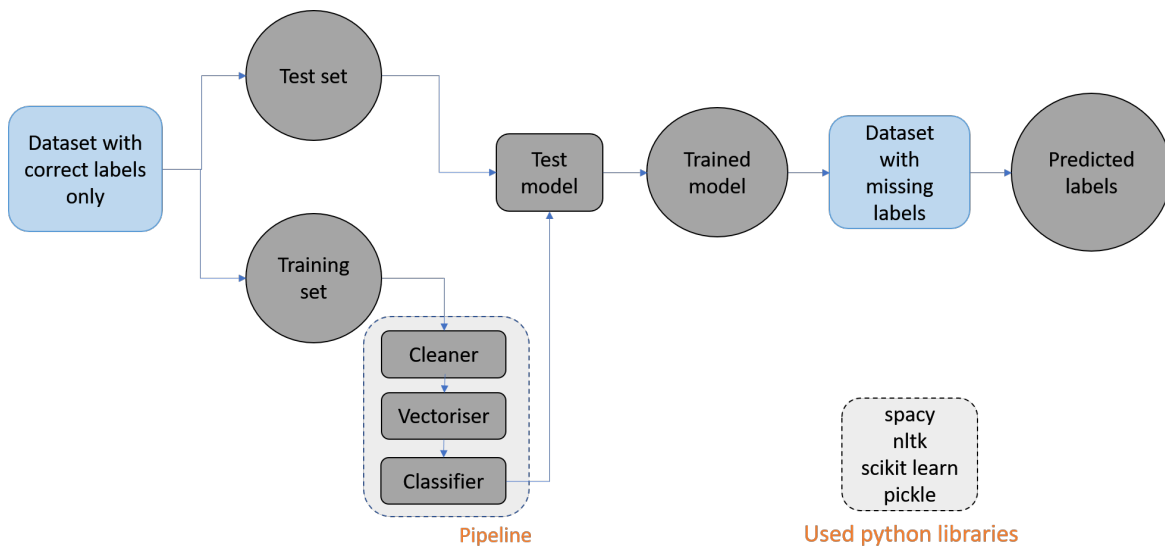 Dataset with
correct labels
only
Test set
Training
set
Cleaner
Vectoriser
Classifier
Pipeline
Test
model
Trained
model
Dataset
with
missing
labels
Predicted
labels
spacy
nltk
scikit learn
pickle
Used python libraries